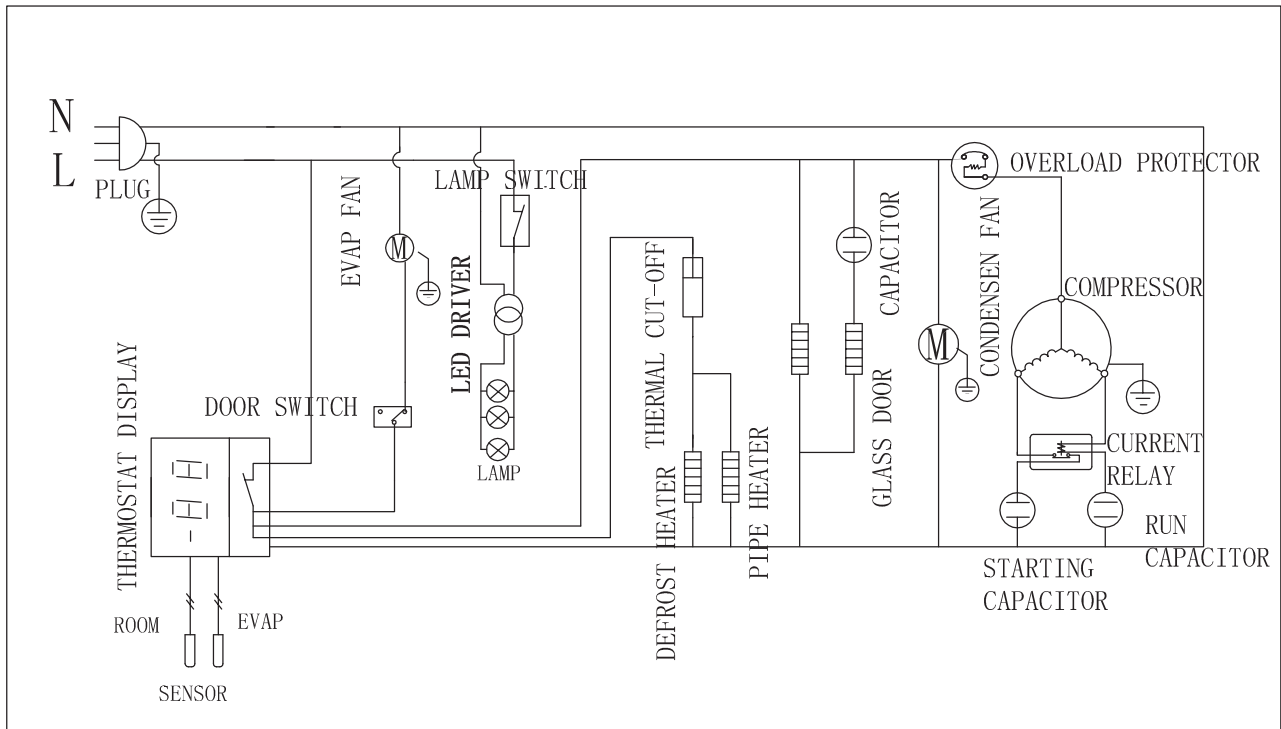 N
L
PLUG
LAMP SWITCH
OVERLOAD PROTECTOR
EVAP FAN
M
LED DRIVER
THERMAL CUT-OFF
CAPACITOR
CONDENSEN FAN
M
COMPRESSOR
THERMOSTAT DISPLAY
DOOR SWITCH
LAMP
DEFROST HEATER
PIPE HEATER
GLASS DOOR
CURRENT
RELAY
RUN
CAPACITOR
STARTING
CAPACITOR
ROOM
EVAP
SENSOR